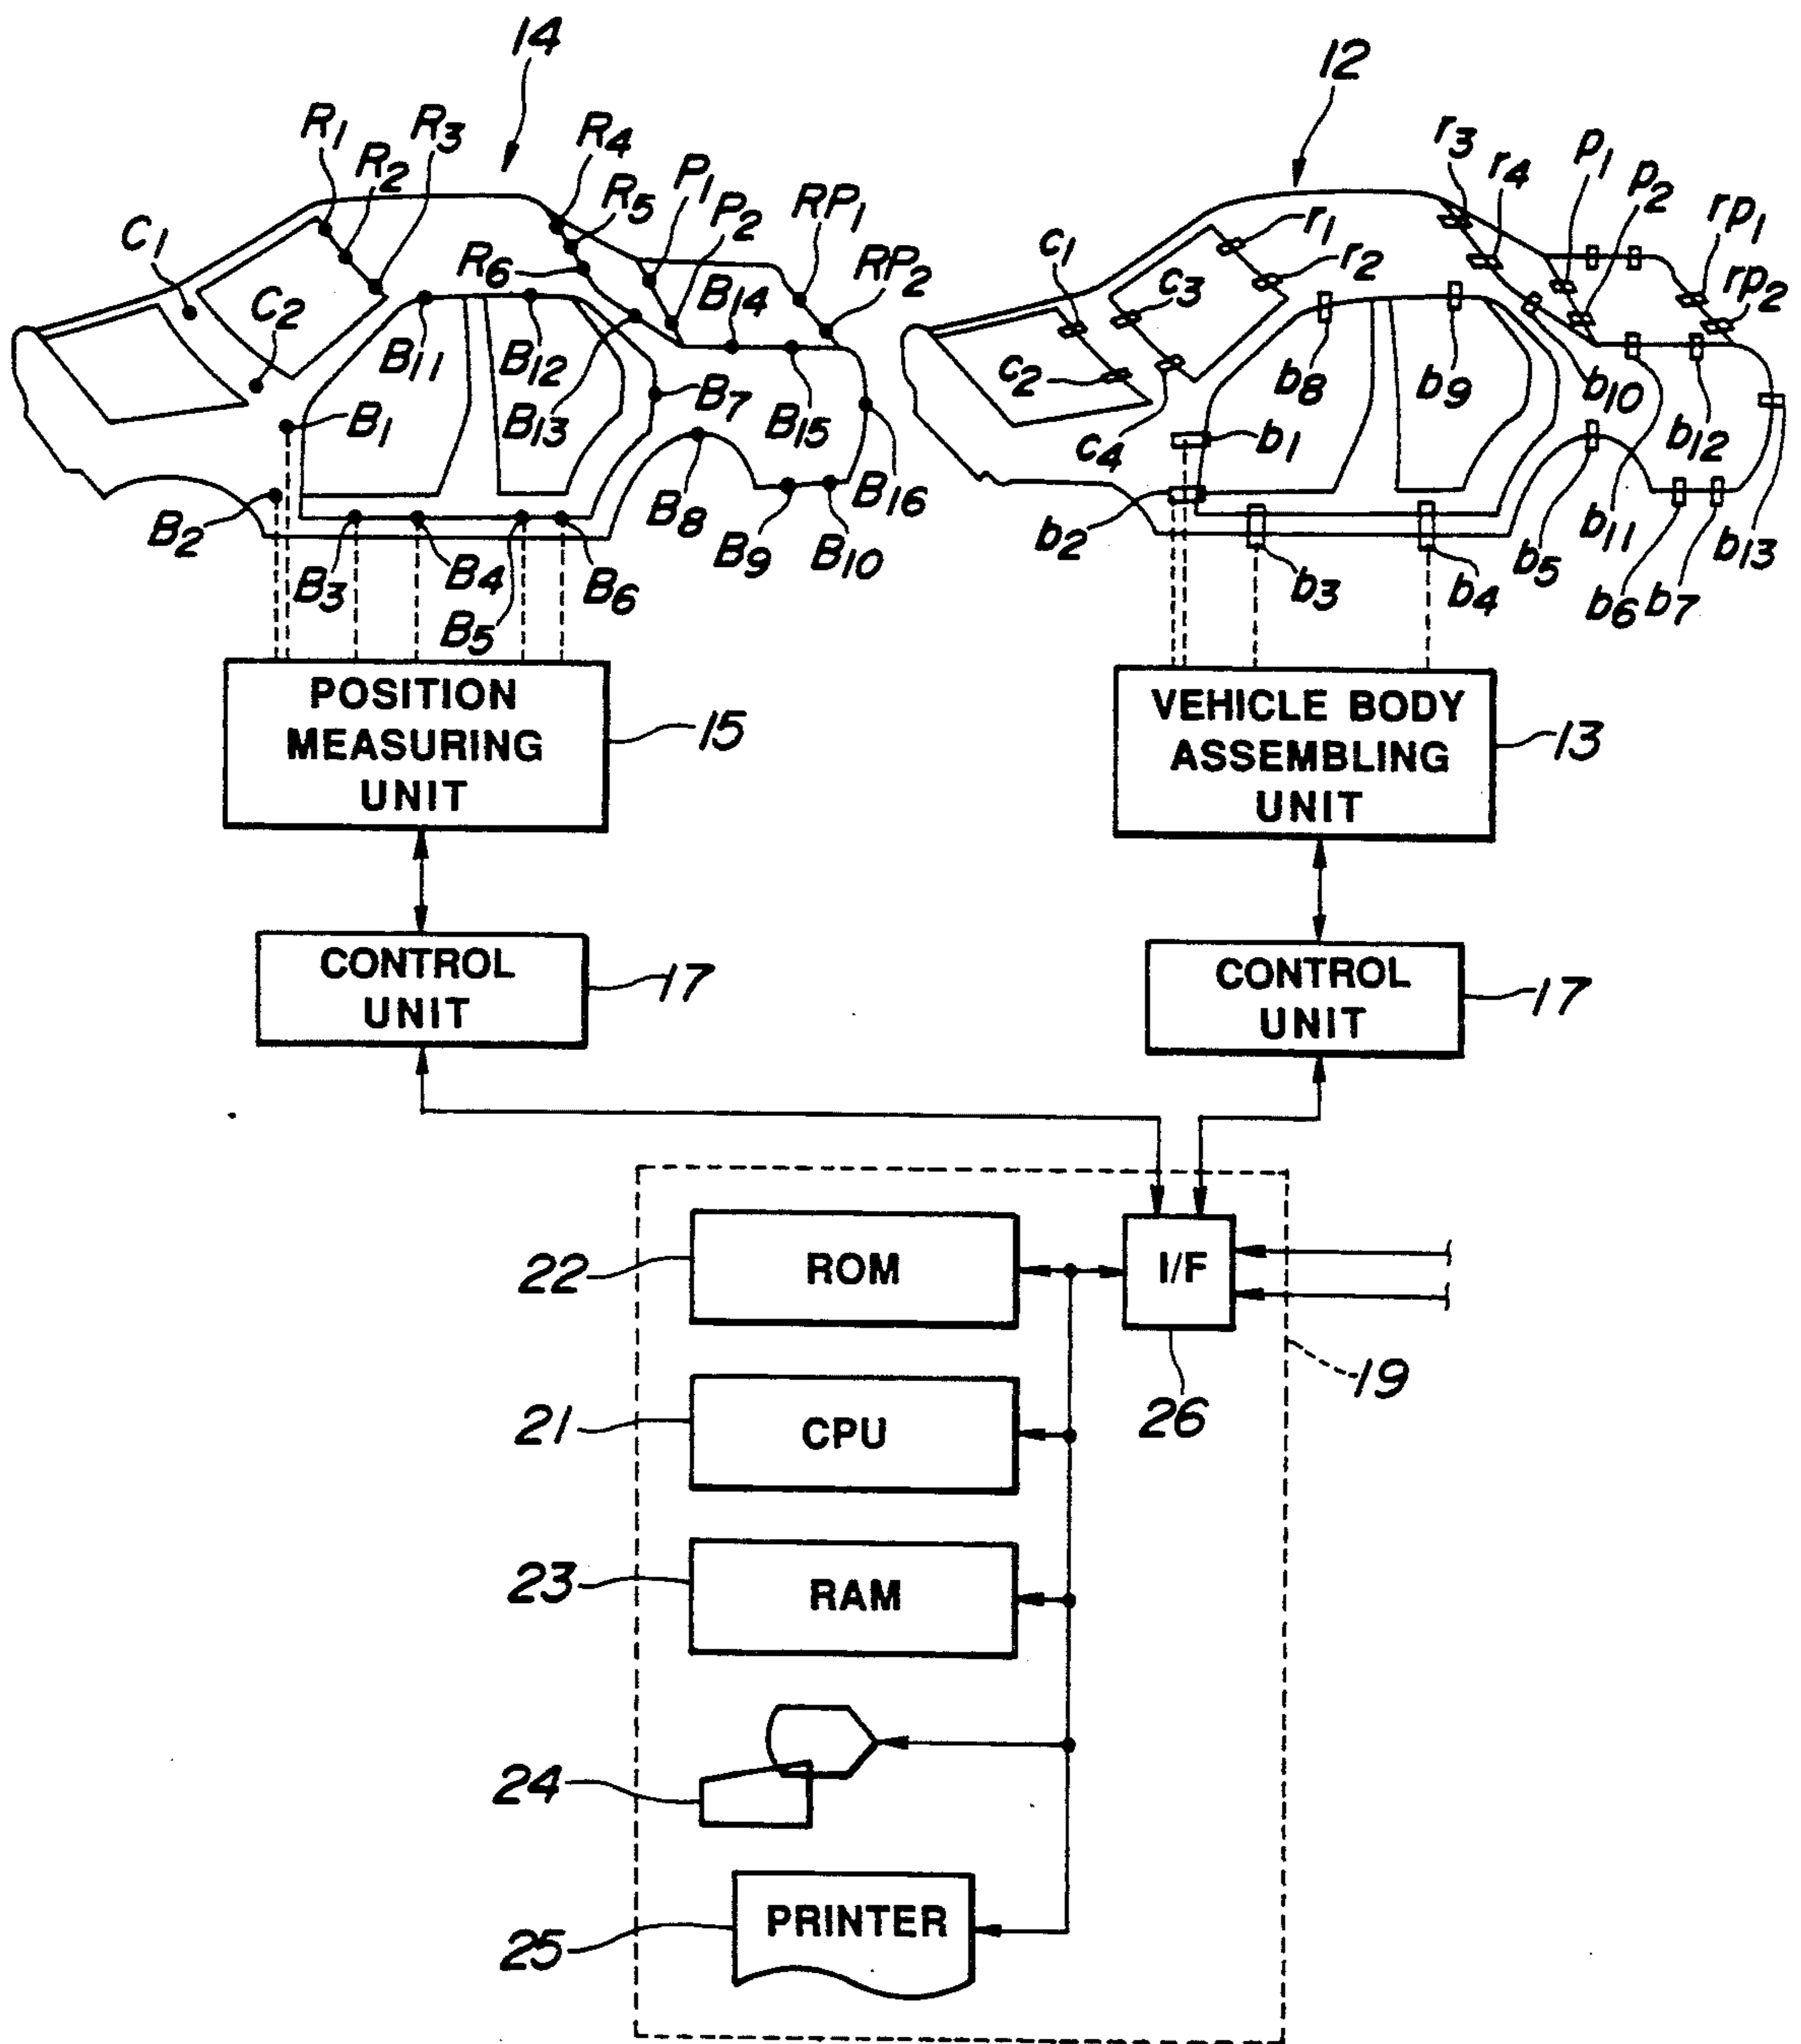 14
12
R1
R2
R3
R4
R5
R6
P1
P2
RP1
RP2
C1
C2
B11
B12
B14
B13
B7
B15
B1
B2
B3
B4
B5
B6
B8
B9
B10
B16
r3
r4
p1
p2
rp1
rp2
r1
r2
c1
c3
c2
c4
b8
b9
b10
b12
b1
b2
b3
b4
b5
b11
b6
b7
b13
POSITION
MEASURING
UNIT
15
VEHICLE BODY
ASSEMBLING
UNIT
13
CONTROL
UNIT
17
CONTROL
UNIT
17
22
ROM
I/F
26
19
21
CPU
23
RAM
24
25
PRINTER